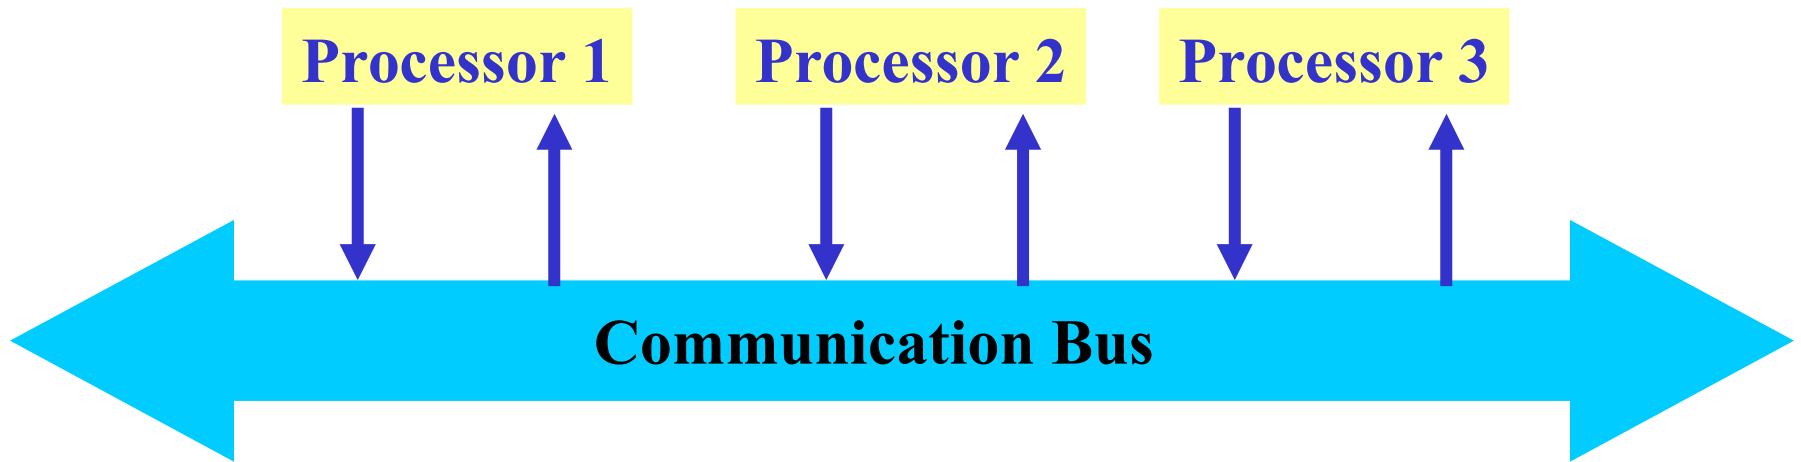 Processor 1
Processor 2
Processor 3
Communication Bus